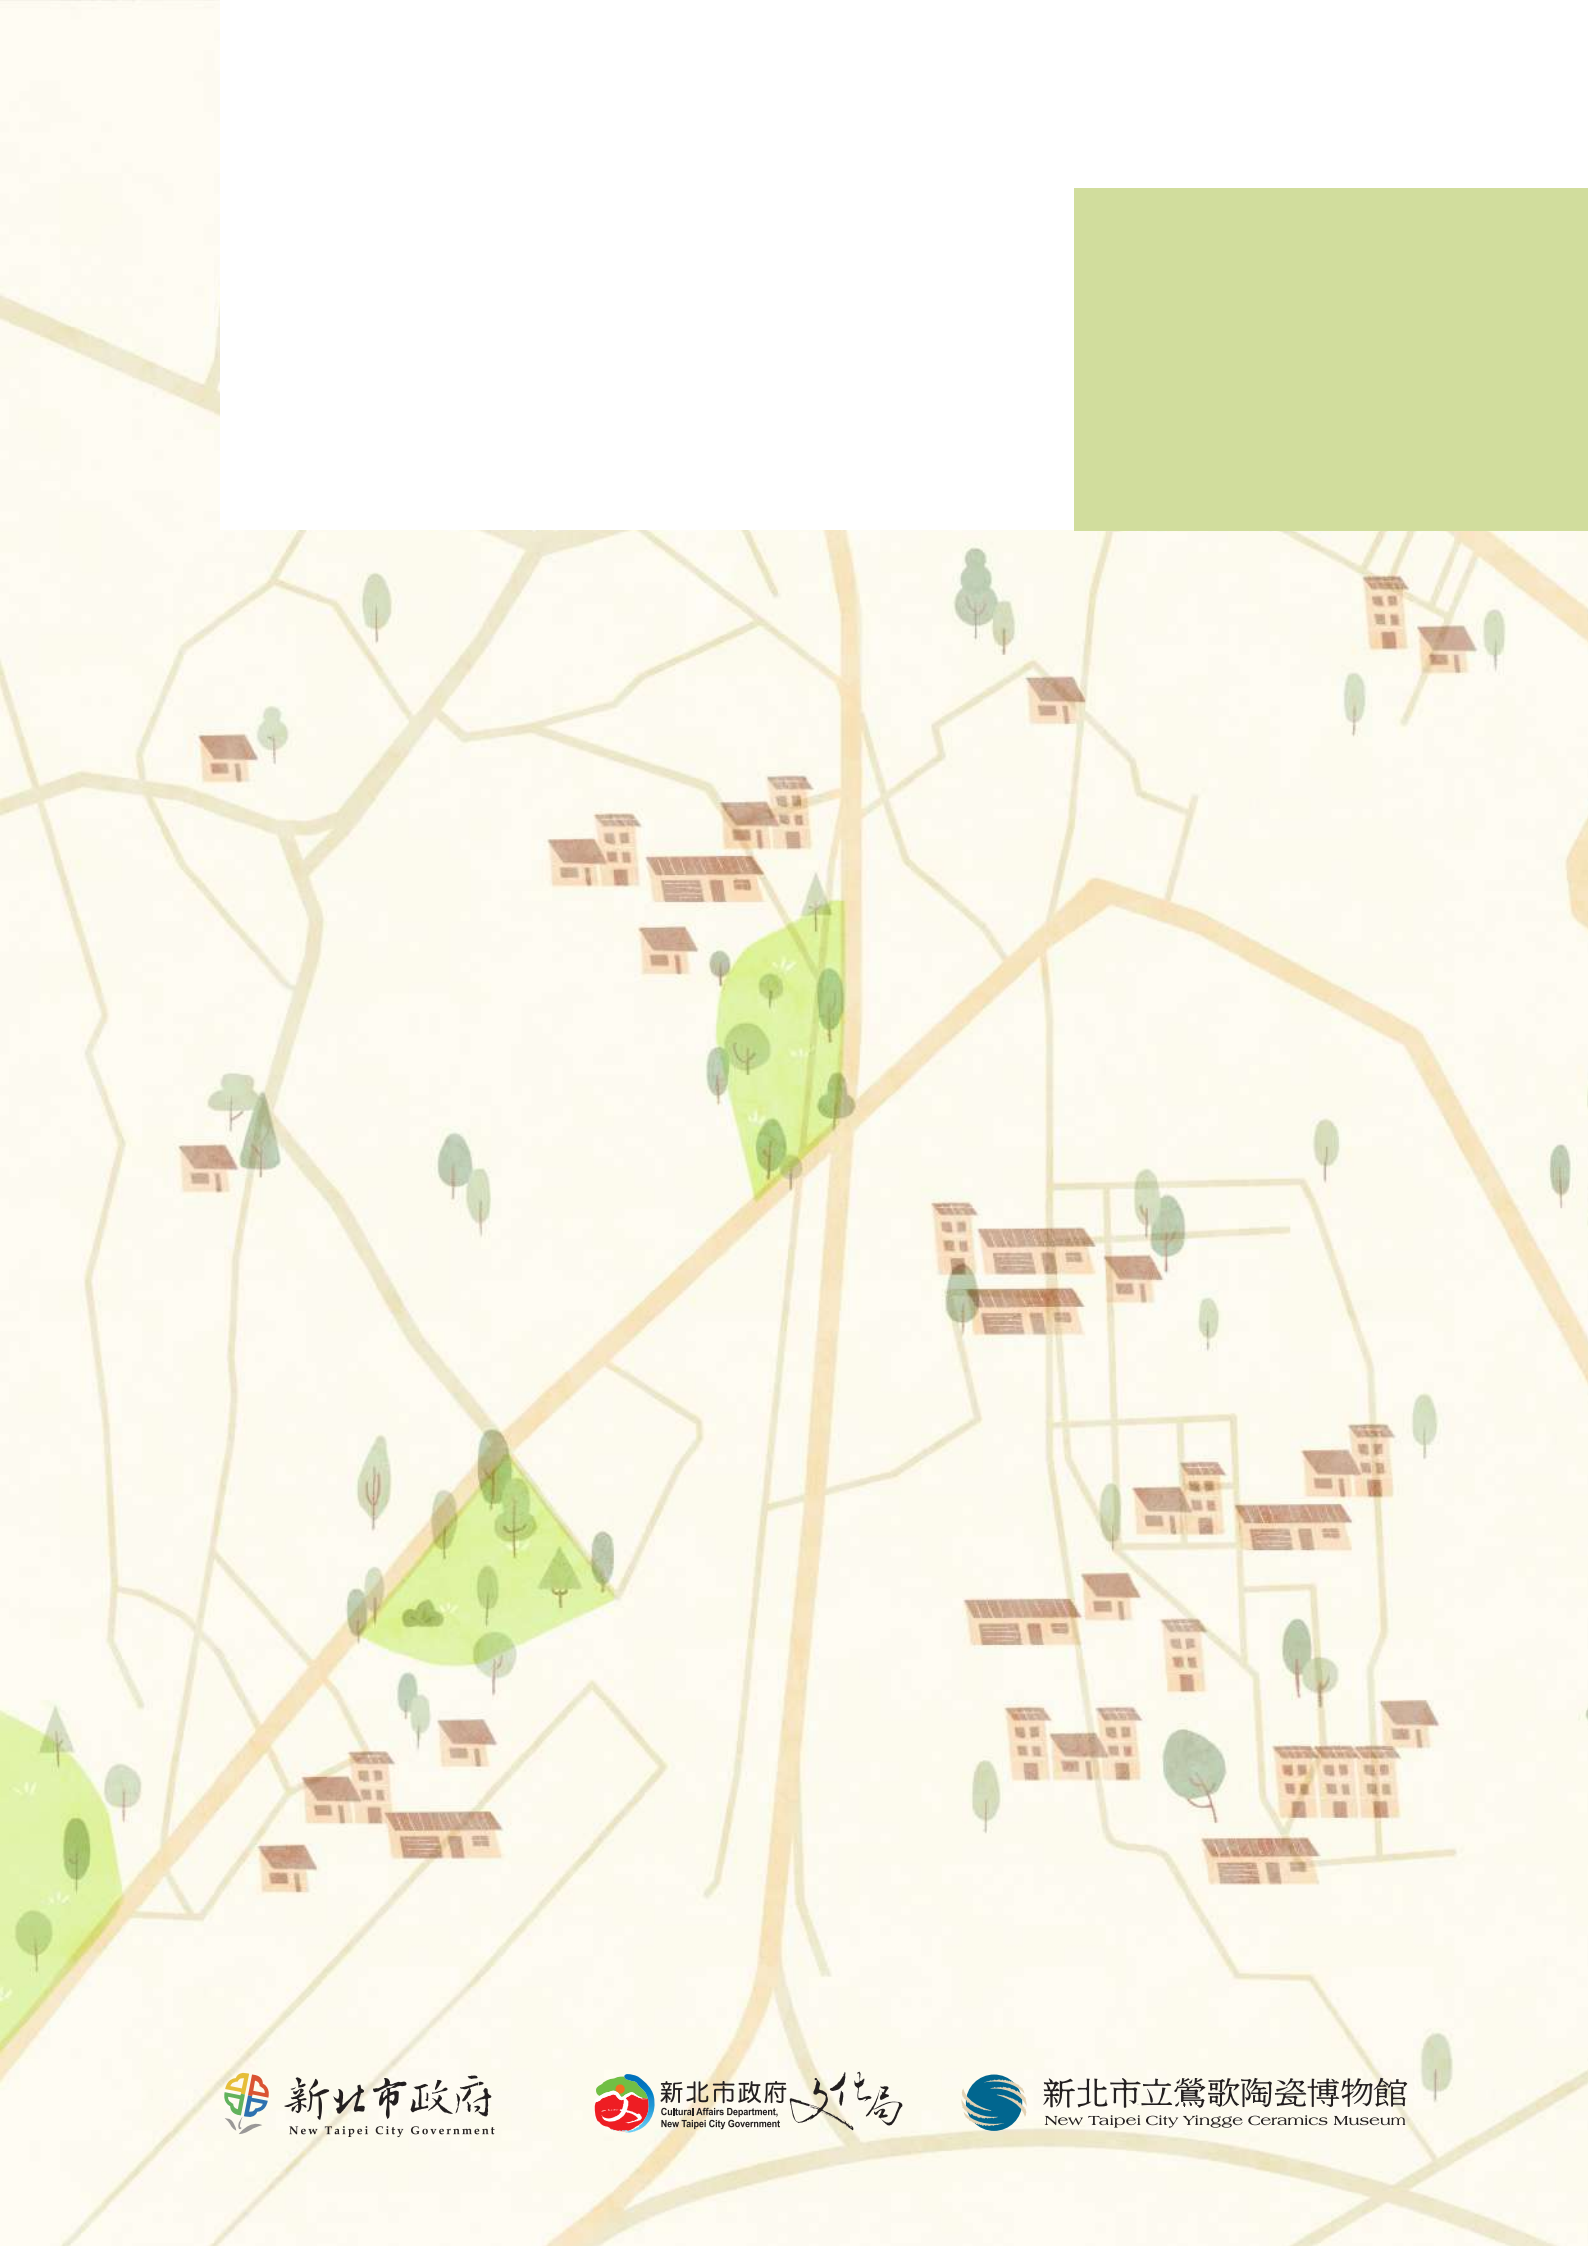 新北市政府
New Taipei City Government
新北市政府 文化局
Cultural Affairs Department,
New Taipei City Government
新北市立鶯歌陶瓷博物館
New Taipei City Yingge Ceramics Museum